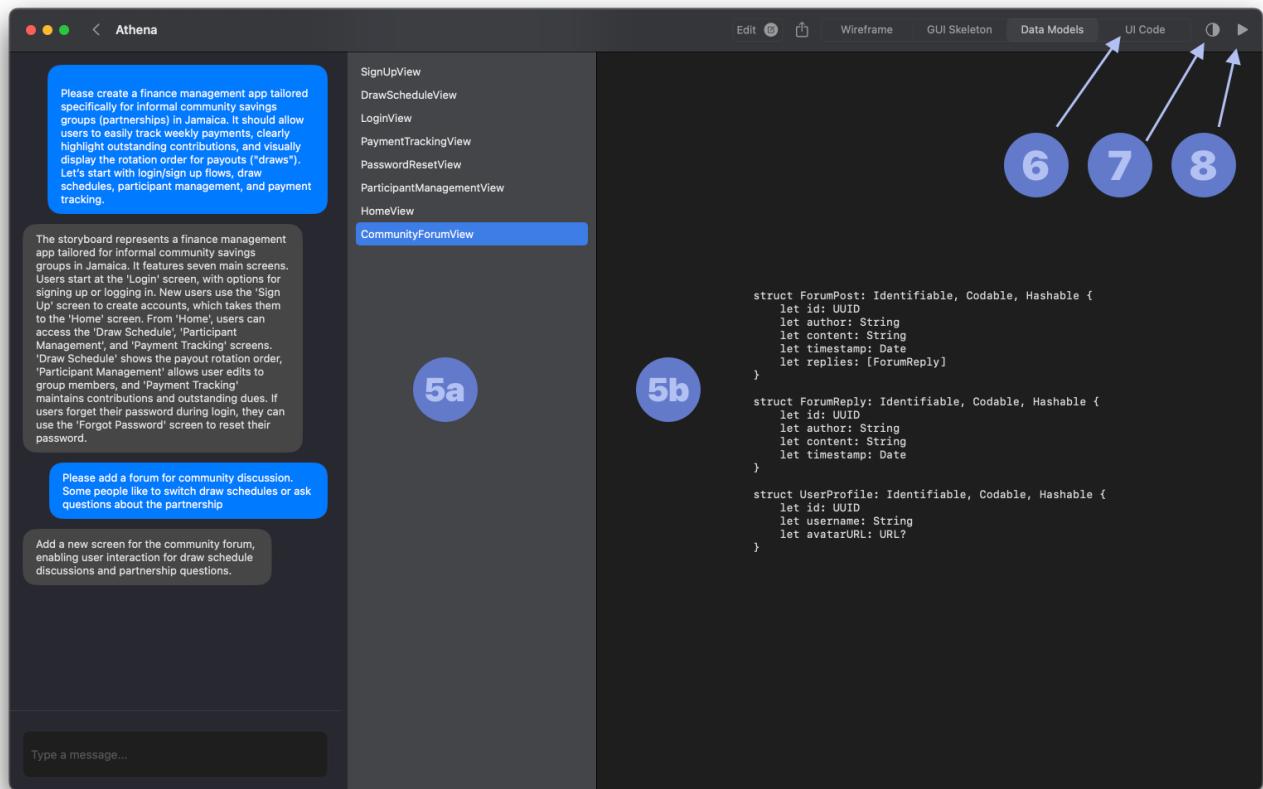 Athena
Edit
Wireframe
GUI Skeleton
Data Models
UI Code
Please create a finance management app tailored
specifically for informal community savings
groups (partnerships) in Jamaica. It should allow
users to easily track weekly payments, clearly
highlight outstanding contributions, and visually
display the rotation order for payouts ("draws").
Let's start with login/sign up flows, draw
schedules, participant management, and payment
tracking.
The storyboard represents a finance management
app tailored for informal community savings
groups in Jamaica. It features seven main screens.
Users start at the 'Login' screen, with options for
signing up or logging in. New users use the 'Sign
Up' screen to create accounts, which takes them
to the 'Home' screen. From 'Home', users can
access the 'Draw Schedule', 'Participant
Management', and 'Payment Tracking' screens.
'Draw Schedule' shows the payout rotation order,
'Participant Management' allows user edits to
group members, and 'Payment Tracking'
maintains contributions and outstanding dues. If
users forget their password during login, they can
use the 'Forgot Password' screen to reset their
password.
Please add a forum for community discussion.
Some people like to switch draw schedules or ask
questions about the partnership
Add a new screen for the community forum,
enabling user interaction for draw schedule
discussions and partnership questions.
Type a message...
SignUpView
DrawScheduleView
LoginView
PaymentTrackingView
PasswordResetView
ParticipantManagementView
HomeView
CommunityForumView
5a
5b
6
7
8
struct ForumPost: Identifiable, Codable, Hashable {
    let id: UUID
    let author: String
    let content: String
    let timestamp: Date
    let replies: [ForumReply]
}
struct ForumReply: Identifiable, Codable, Hashable {
    let id: UUID
    let author: String
    let content: String
    let timestamp: Date
}
struct UserProfile: Identifiable, Codable, Hashable {
    let id: UUID
    let username: String
    let avatarURL: URL?
}